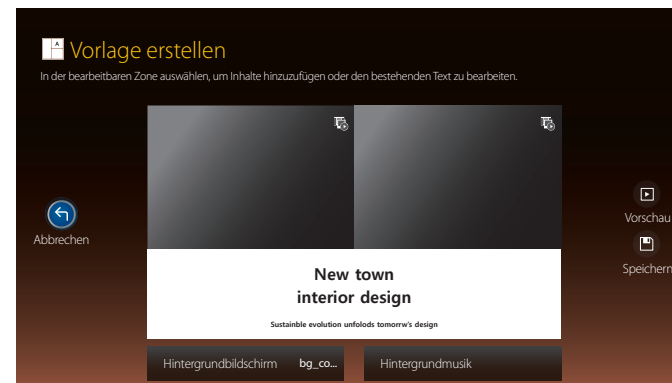 A
Vorlage erstellen
In der bearbeitbaren Zone auswählen, um Inhalte hinzuzufügen oder den bestehenden Text zu bearbeiten.
Abbrechen
Vorschau
Speichern
New town
interior design
Sustainble evolution unfolods tomorrw's design
Hintergrundbildschirm bg_co...
Hintergrundmusik